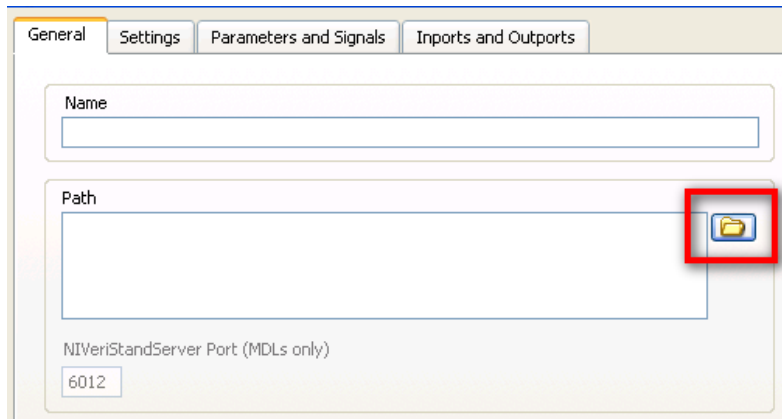 General Settings Parameters and Signals Inports and Outports
Name
Path
NIVeriStandServer Port (MDLs only)
6012